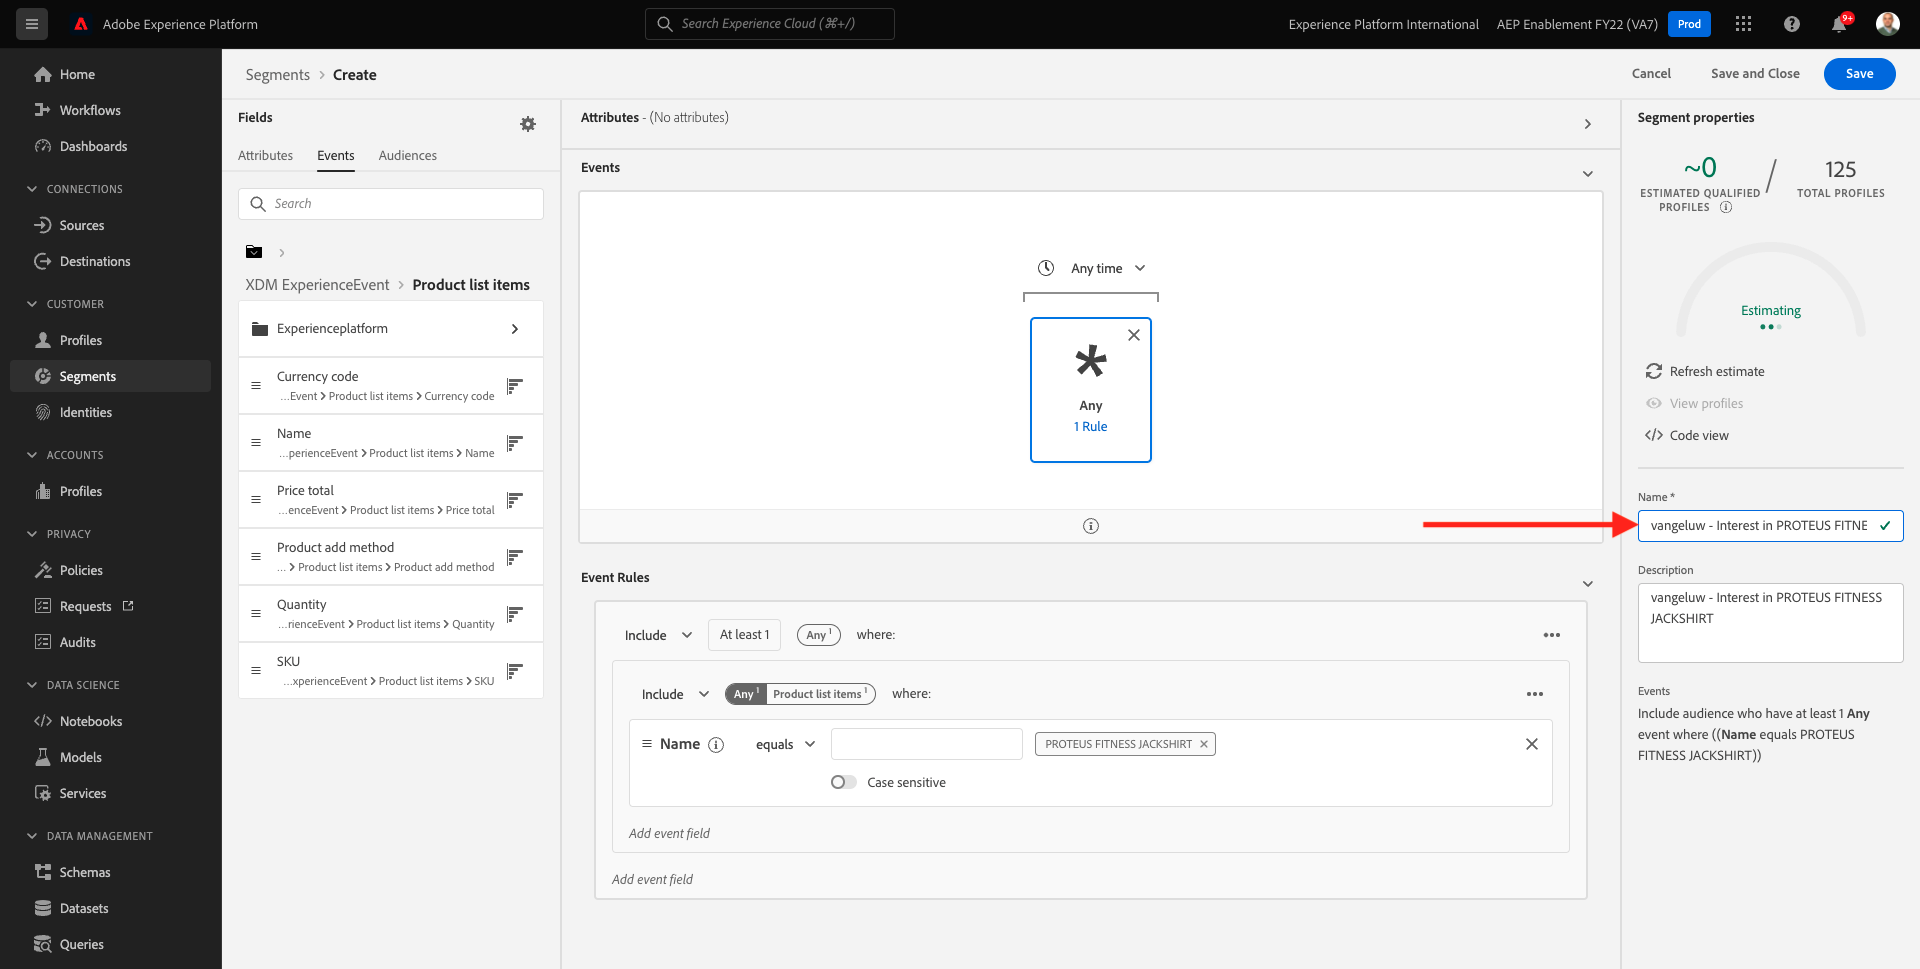 Adobe Experience Platform
Search Experience Cloud (⌘+/)
Experience Platform International
AEP Enablement FY22 (VA7)
Prod
9+
Home
Workflows
Dashboards
CONNECTIONS
Sources
Destinations
CUSTOMER
Profiles
Segments
Identities
ACCOUNTS
Profiles
PRIVACY
Policies
Requests
Audits
DATA SCIENCE
Notebooks
Models
Services
DATA MANAGEMENT
Schemas
Datasets
Queries
Segments > Create
Cancel
Save and Close
Save
Fields
Attributes
Events
Audiences
Search
XDM ExperienceEvent > Product list items
Experienceplatform
Currency code
...Event > Product list items > Currency code
Name
...perienceEvent > Product list items > Name
Price total
...enceEvent > Product list items > Price total
Product add method
... > Product list items > Product add method
Quantity
...rienceEvent > Product list items > Quantity
SKU
...xperienceEvent > Product list items > SKU
Attributes - (No attributes)
Events
Any time
Any
1 Rule
Event Rules
Include
At least 1
Any 1
where:
Include
Any 1
Product list items 1
where:
Name
equals
PROTEUS FITNESS JACKSHIRT
Case sensitive
Add event field
Add event field
Segment properties
~0
ESTIMATED QUALIFIED
PROFILES
/
125
TOTAL PROFILES
Estimating
Refresh estimate
View profiles
</> Code view
Name *
vangeluw - Interest in PROTEUS FITNE
Description
vangeluw - Interest in PROTEUS FITNESS
JACKSHIRT
Events
Include audience who have at least 1 Any
event where ((Name equals PROTEUS
FITNESS JACKSHIRT))